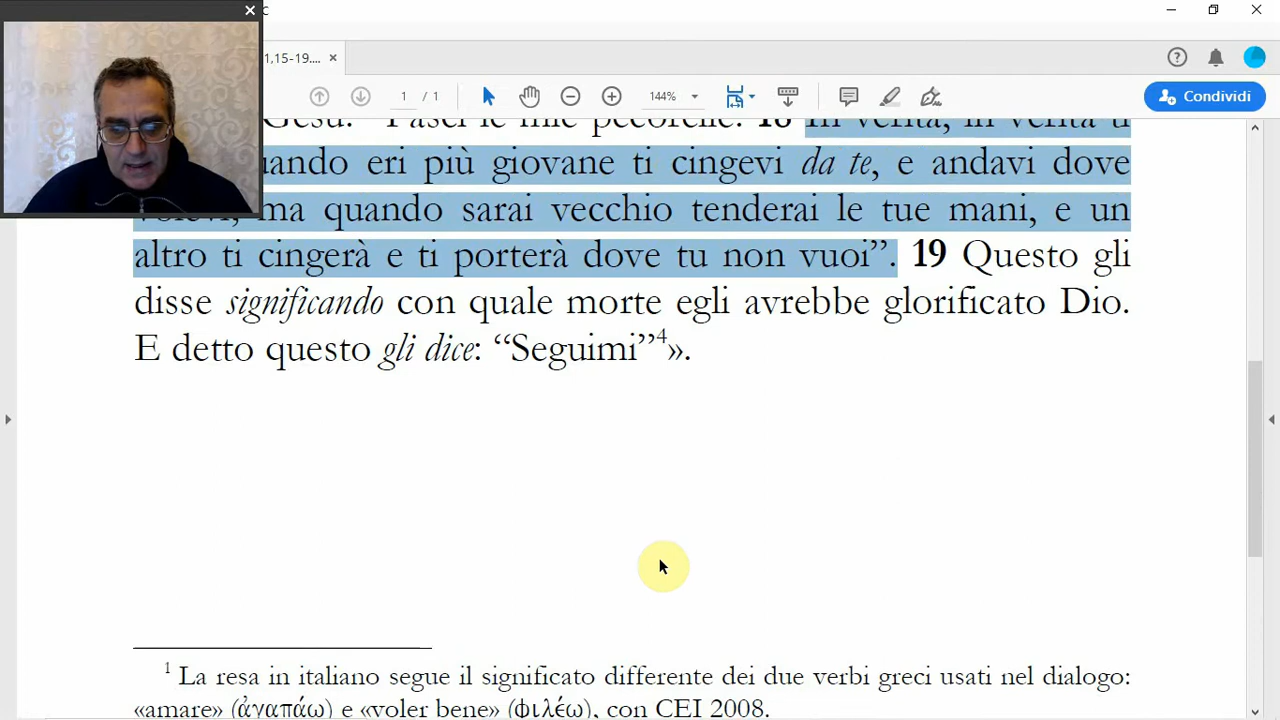 c
1,15-19....
1 / 1
144%
Condividi
Gesù: “Pasci le mie pecorelle. 18 In verità, in verità ti
uando eri più giovane ti cingevi da te, e andavi dove
volevi, ma quando sarai vecchio tenderai le tue mani, e un
altro ti cingerà e ti porterà dove tu non vuoi”. 19 Questo gli
disse significando con quale morte egli avrebbe glorificato Dio.
E detto questo gli dice: “Seguimi”4».
1 La resa in italiano segue il significato differente dei due verbi greci usati nel dialogo:
«amare» (ἀγαπάω) e «voler bene» (φιλέω), con CEI 2008.